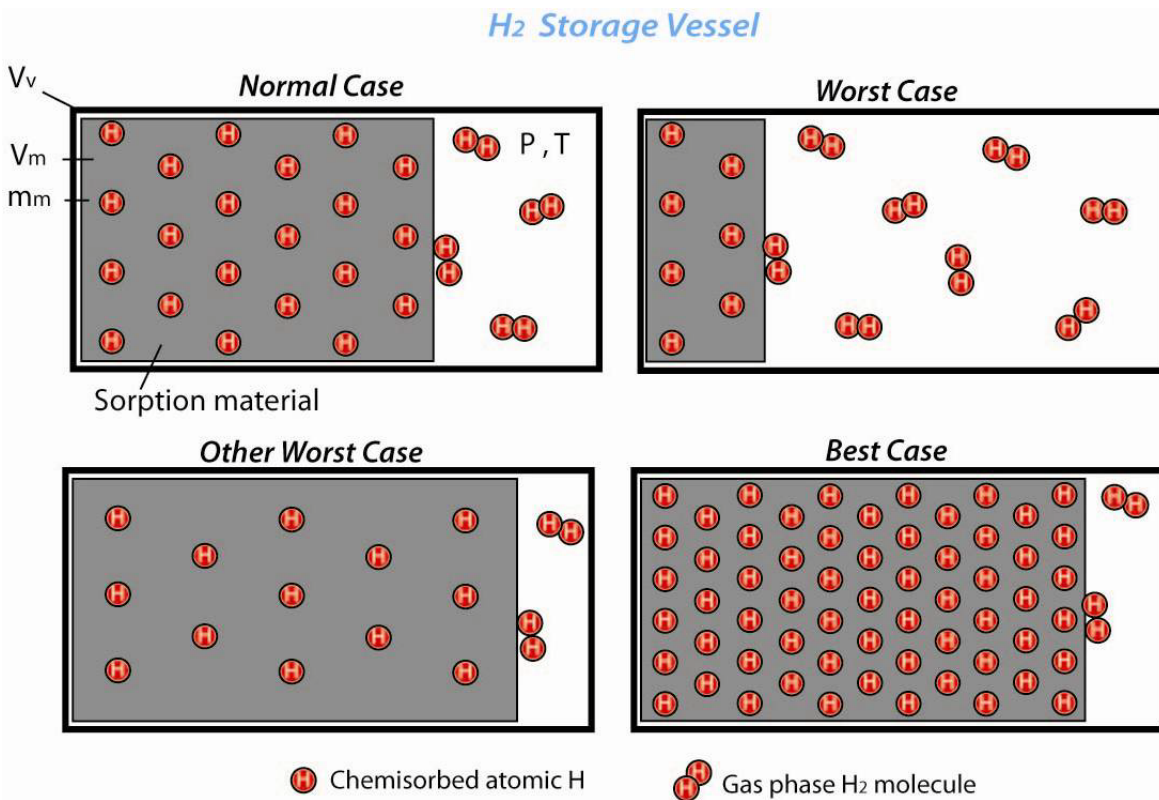 H2 Storage Vessel
Normal Case
Worst Case
Vv
Vm
mm
P , T
Sorption material
Other Worst Case
Best Case
H Chemisorbed atomic H
H H Gas phase H2 molecule